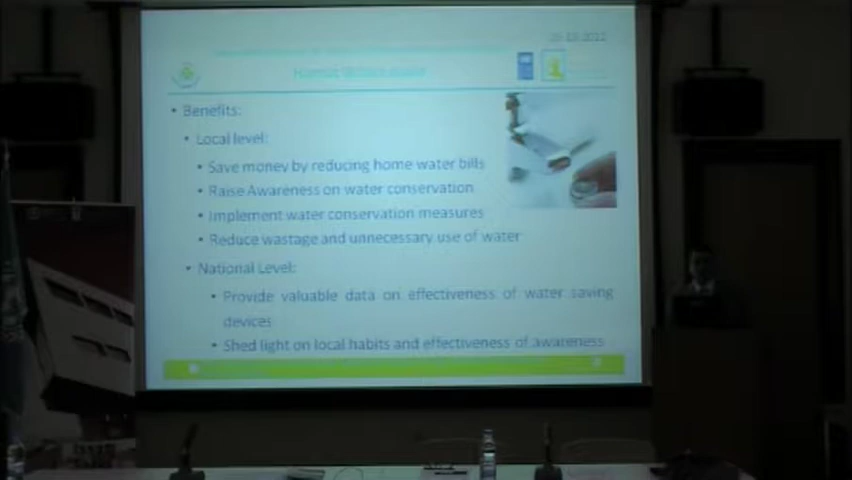 • Benefits:
• Local level:
• Save money by reducing home water bills
• Raise Awareness on water conservation
• Implement water conservation measures
• Reduce wastage and unnecessary use of water
• National Level:
• Provide valuable data on effectiveness of water saving
devices
• Shed light on local habits and effectiveness of awareness